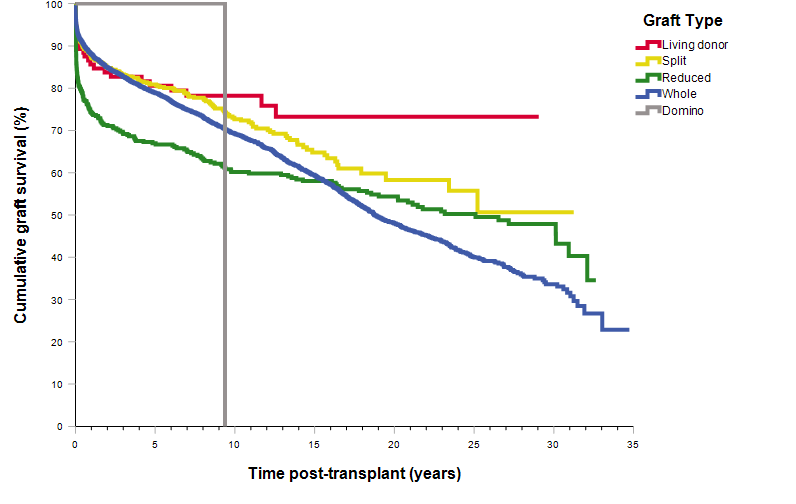 Graft Type
Living donor
Split
Reduced
Whole
Domino
Cumulative graft survival (%)
100
90
80
70
60
50
40
30
20
10
0
0 5 10 15 20 25 30 35
Time post-transplant (years)